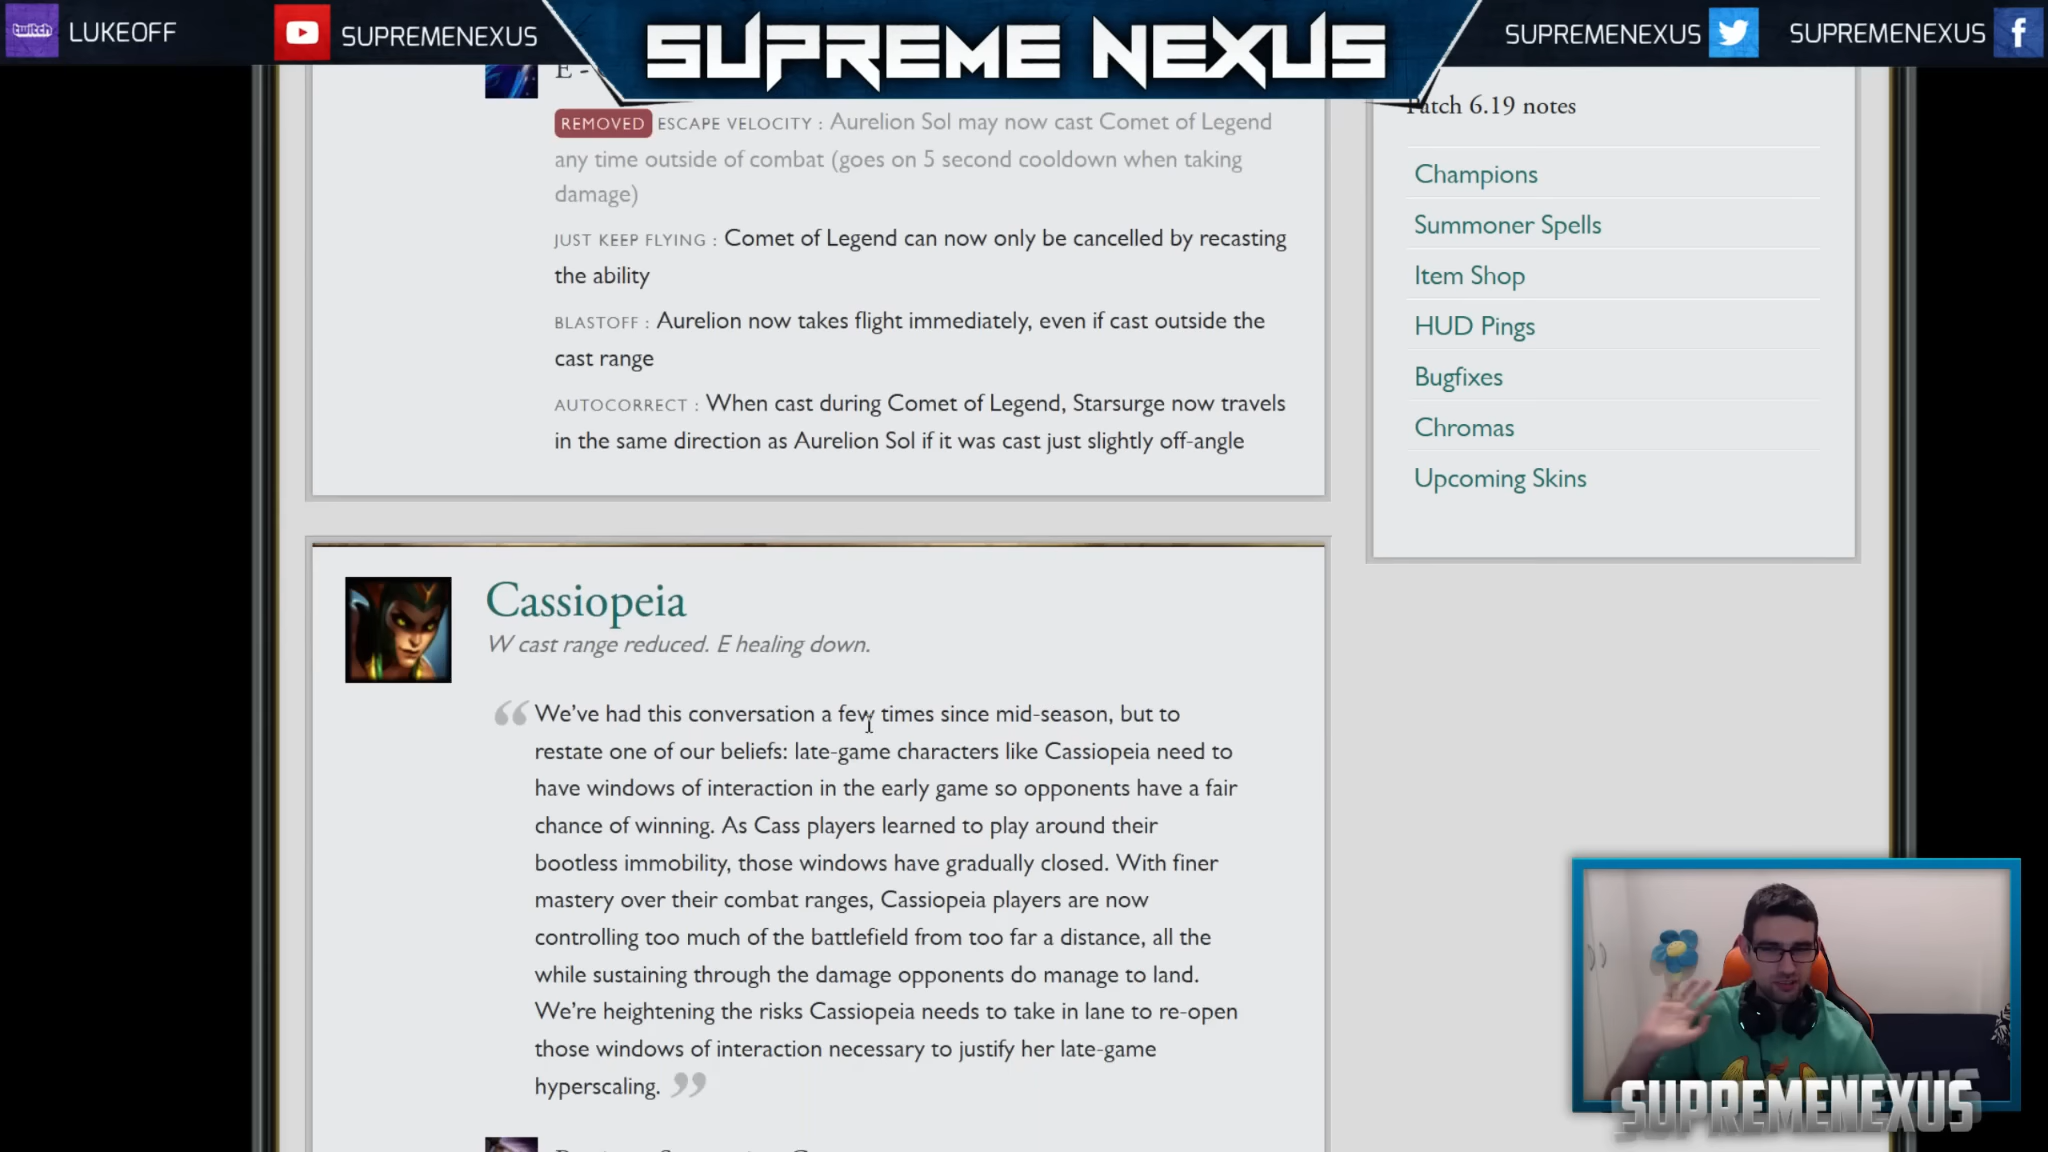 twitch LUKEOFF
SUPREMENEXUS
SUPREME NEXUS
SUPREMENEXUS
SUPREMENEXUS
E -
REMOVED ESCAPE VELOCITY : Aurelion Sol may now cast Comet of Legend
any time outside of combat (goes on 5 second cooldown when taking
damage)
JUST KEEP FLYING : Comet of Legend can now only be cancelled by recasting
the ability
BLASTOFF : Aurelion now takes flight immediately, even if cast outside the
cast range
AUTOCORRECT : When cast during Comet of Legend, Starsurge now travels
in the same direction as Aurelion Sol if it was cast just slightly off-angle
Patch 6.19 notes
Champions
Summoner Spells
Item Shop
HUD Pings
Bugfixes
Chromas
Upcoming Skins
Cassiopeia
W cast range reduced. E healing down.
“We’ve had this conversation a few times since mid-season, but to
restate one of our beliefs: late-game characters like Cassiopeia need to
have windows of interaction in the early game so opponents have a fair
chance of winning. As Cass players learned to play around their
bootless immobility, those windows have gradually closed. With finer
mastery over their combat ranges, Cassiopeia players are now
controlling too much of the battlefield from too far a distance, all the
while sustaining through the damage opponents do manage to land.
We’re heightening the risks Cassiopeia needs to take in lane to re-open
those windows of interaction necessary to justify her late-game
hyperscaling. ”
SUPREMENEXUS